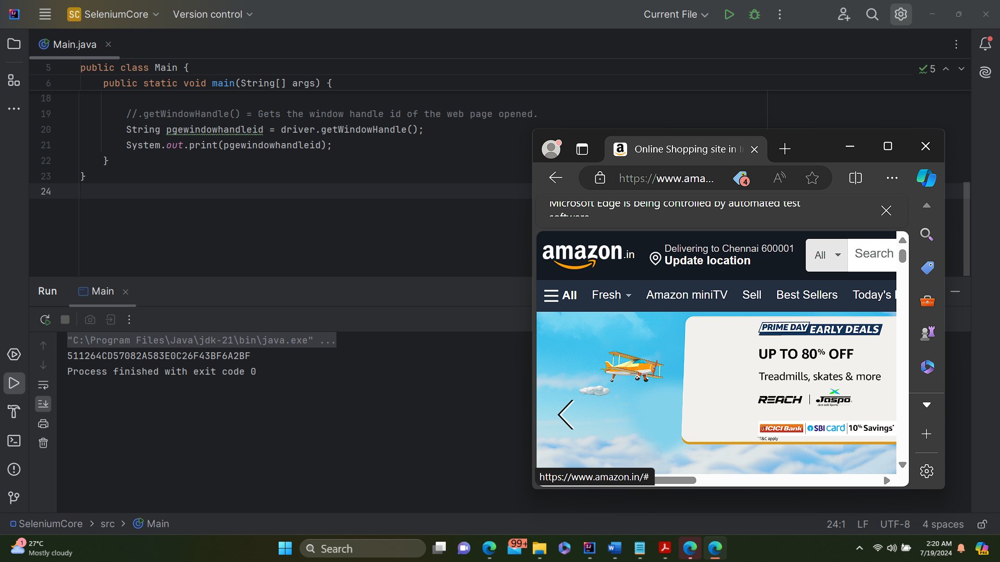 SC SeleniumCore Version control Current File
Main.java
5 public class Main {
6 public static void main(String[] args) {
5
18
19 //.getWindowHandle() = Gets the window handle id of the web page opened.
20 String pgewindowhandleid = driver.getWindowHandle();
21 System.out.print(pgewindowhandleid);
22 }
23 }
24
Run Main
"C:\Program Files\Java\jdk-21\bin\java.exe" ...
511264CD57082A583E0C26F43BF6A2BF
Process finished with exit code 0
a Online Shopping site in I
https://www.ama... 4
Microsoft Edge is being controlled by automated test
software.
amazon.in
Delivering to Chennai 600001
Update location
All Search
All Fresh Amazon miniTV Sell Best Sellers Today's
PRIME DAY EARLY DEALS
UP TO 80% OFF
Treadmills, skates & more
REACH | Jaspo
Just Add Sports
ICICI Bank | SBI card | 10% Savings*
*T&C apply
https://www.amazon.in/#
SeleniumCore > src > Main
24:1 LF UTF-8 4 spaces
1 27°C
Mostly cloudy
Search
99+
2:20 AM
7/19/2024
PRE